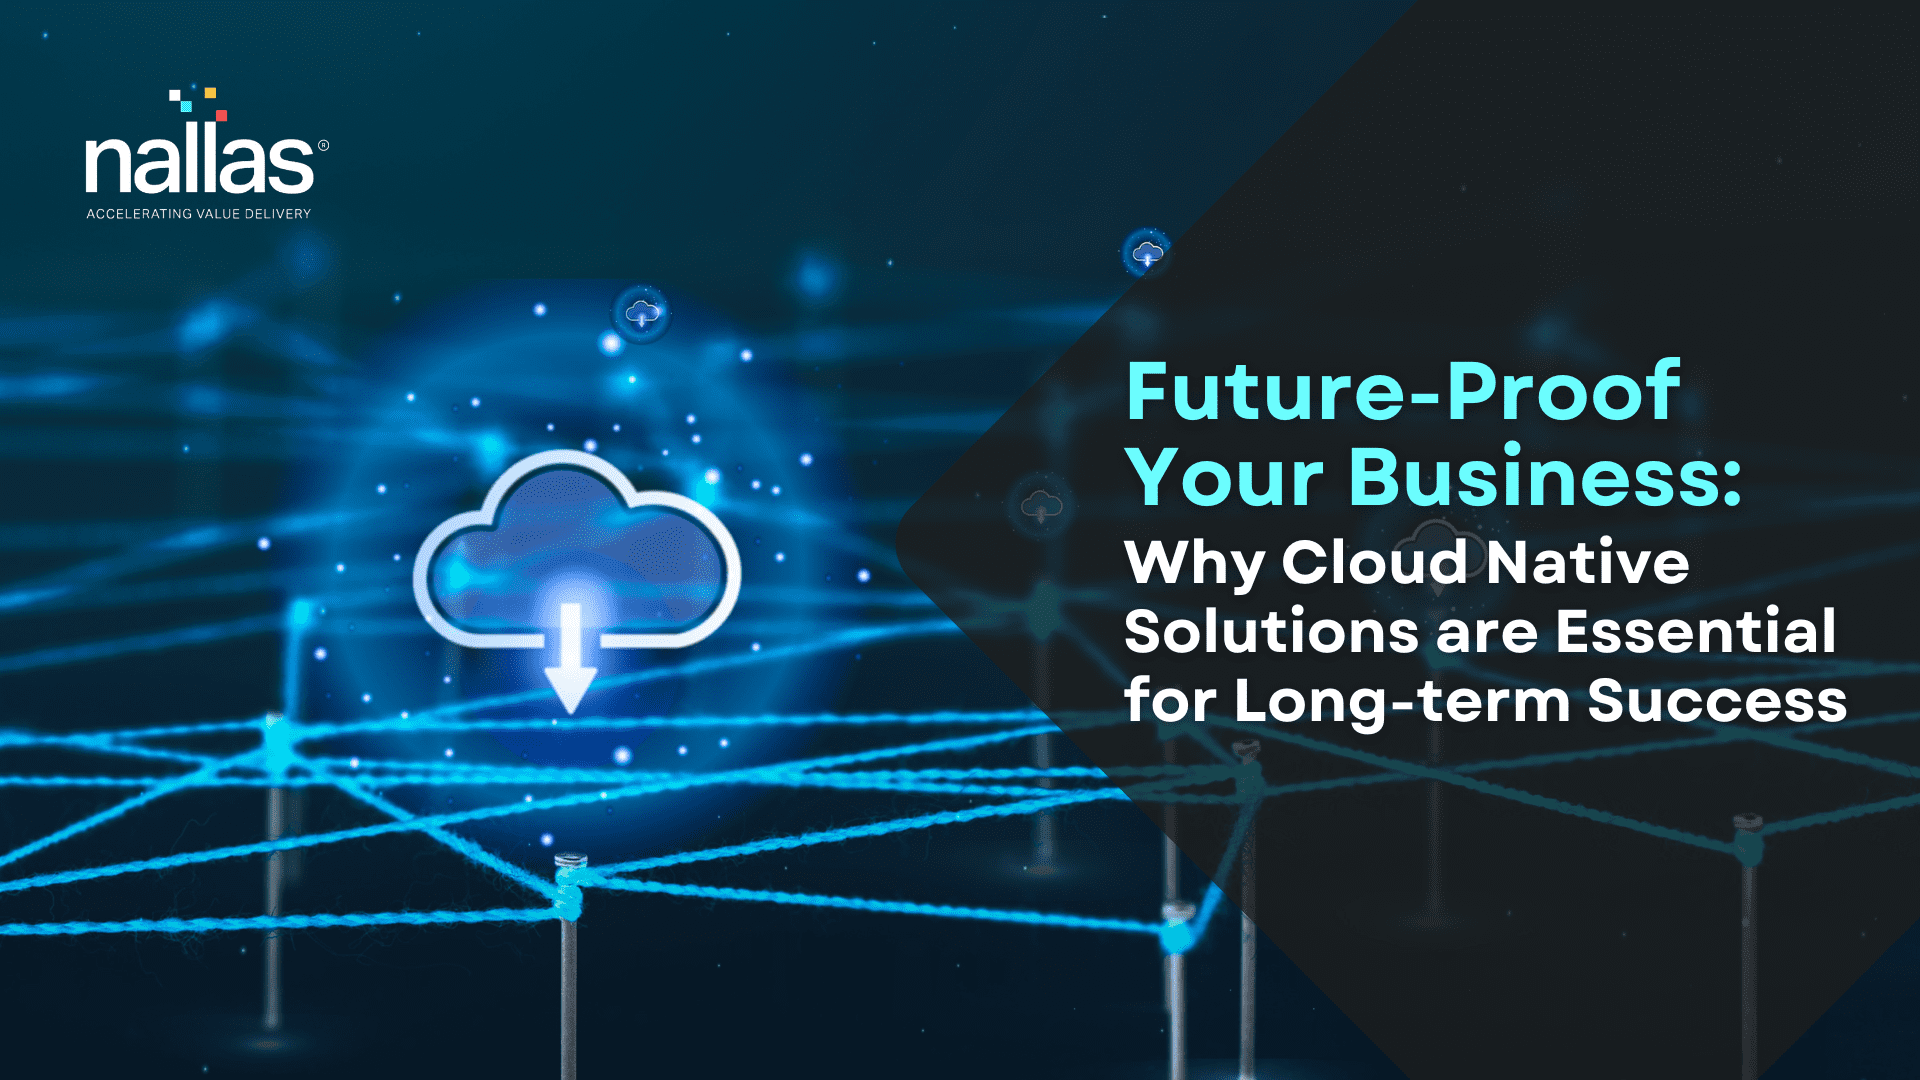 nallas®
ACCELERATING VALUE DELIVERY
Future-Proof
Your Business:
Why Cloud Native
Solutions are Essential
for Long-term Success